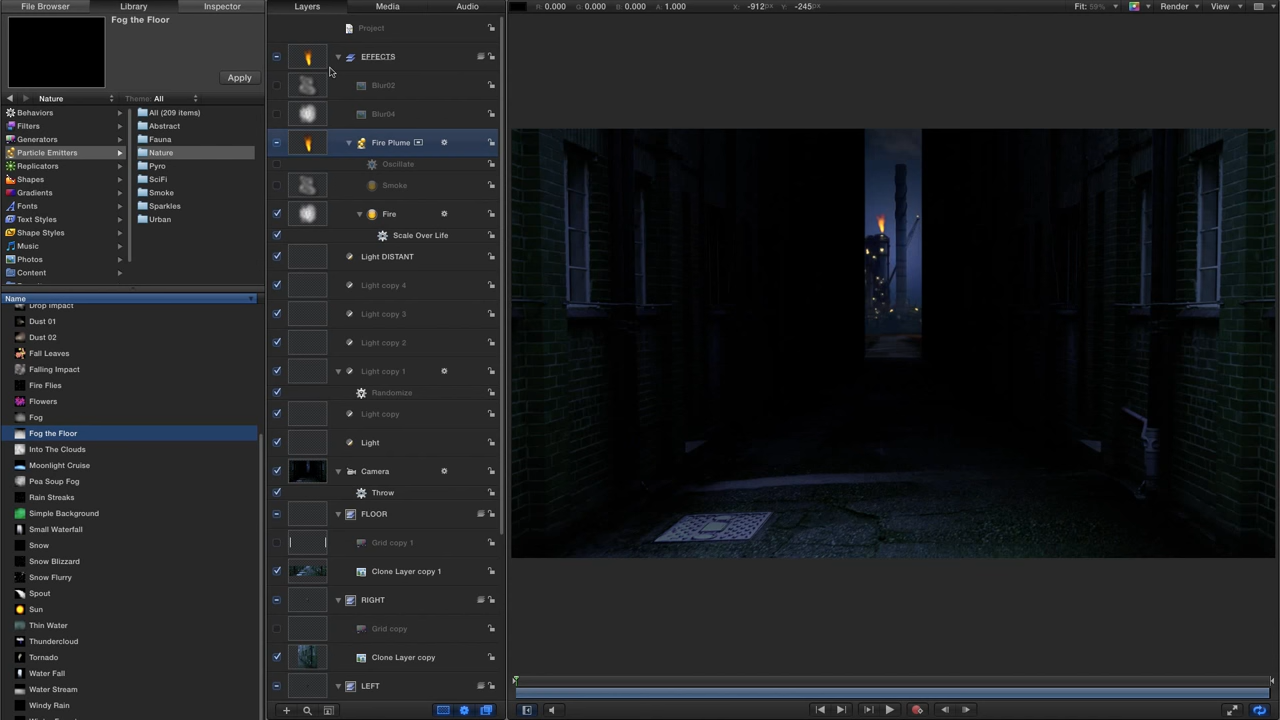 File Browser
Library
Inspector
Fog the Floor
Apply
Nature
Theme: All
Behaviors
Filters
Generators
Particle Emitters
Replicators
Shapes
Gradients
Fonts
Text Styles
Shape Styles
Music
Photos
Content
All (209 items)
Abstract
Fauna
Nature
Pyro
SciFi
Smoke
Sparkles
Urban
Name
Drop Impact
Dust 01
Dust 02
Fall Leaves
Falling Impact
Fire Flies
Flowers
Fog
Fog the Floor
Into The Clouds
Moonlight Cruise
Pea Soup Fog
Rain Streaks
Simple Background
Small Waterfall
Snow
Snow Blizzard
Snow Flurry
Spout
Sun
Thin Water
Thundercloud
Tornado
Water Fall
Water Stream
Windy Rain
Layers
Media
Audio
Project
EFFECTS
Blur02
Blur04
Fire Plume
Oscillate
Smoke
Fire
Scale Over Life
Light DISTANT
Light copy 4
Light copy 3
Light copy 2
Light copy 1
Randomize
Light copy
Light
Camera
Throw
FLOOR
Grid copy 1
Clone Layer copy 1
RIGHT
Grid copy
Clone Layer copy
LEFT
R: 0.000 G: 0.000 B: 0.000 A: 1.000 X: -912px Y: -245px
Fit: 59%
Render
View